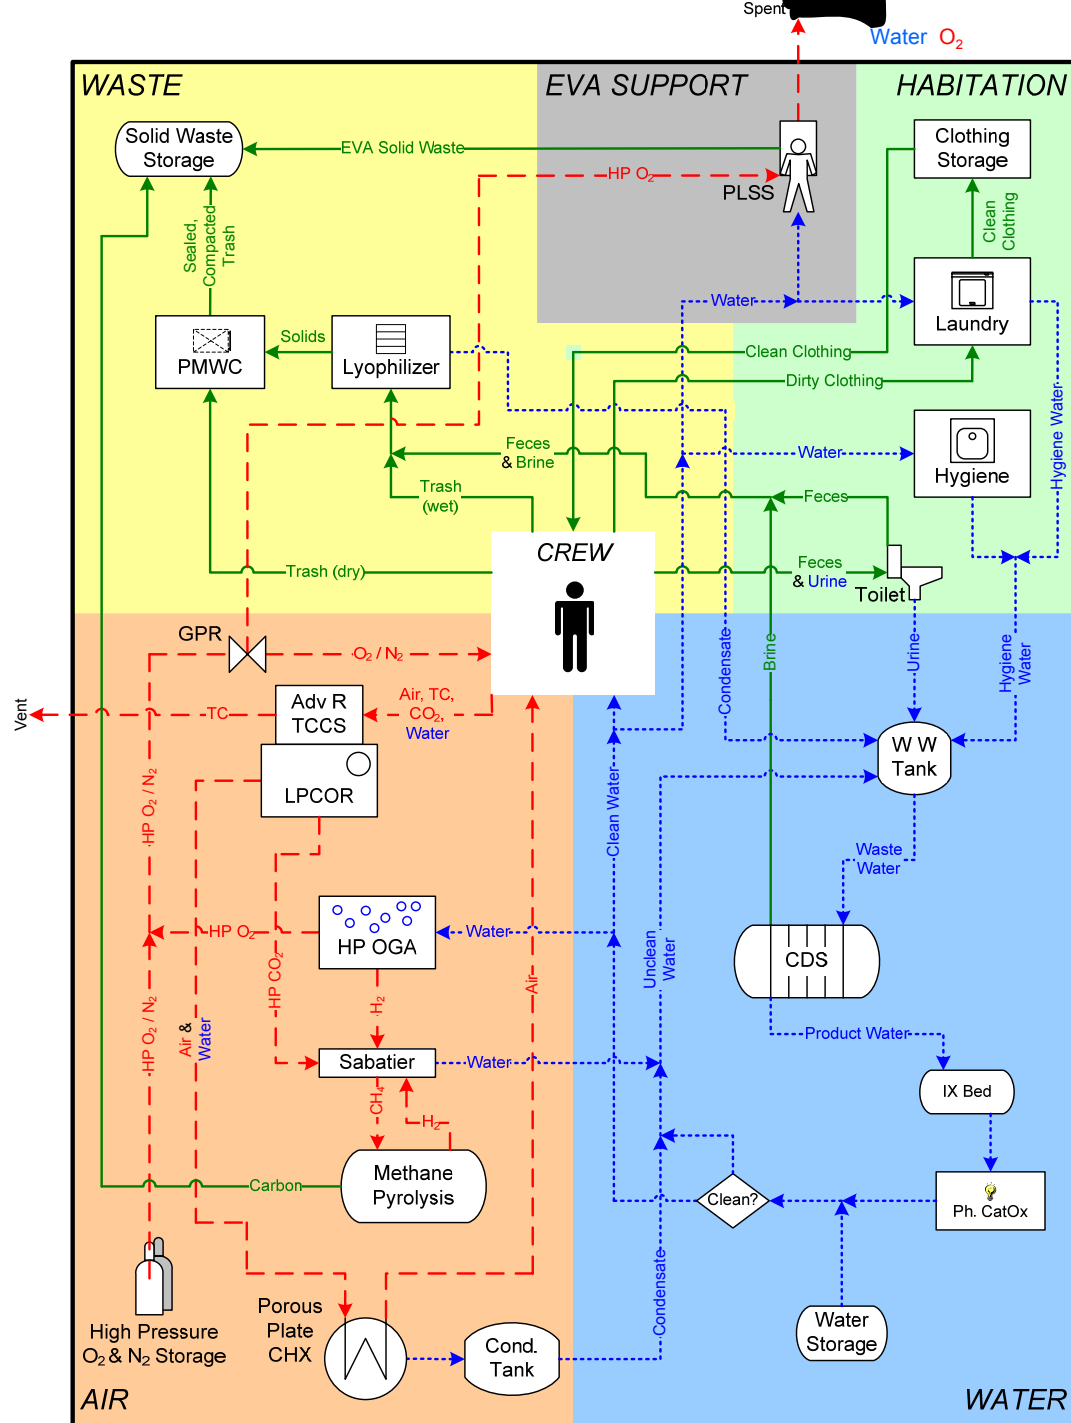 Spent
Water O₂
WASTE
EVA SUPPORT
HABITATION
Solid Waste
Storage
EVA Solid Waste
HP O₂
PLSS
Clothing
Storage
Clean
Clothing
Sealed,
Compacted
Trash
Water
Laundry
PMWC
Solids
Lyophilizer
Clean Clothing
Dirty Clothing
Hygiene Water
Feces
& Brine
Water
Hygiene
Trash
(wet)
Feces
CREW
Trash (dry)
Feces
& Urine
Toilet
GPR
O₂ / N₂
Condensate
Brine
Urine
Hygiene
Water
Vent
TC
Adv R
TCCS
Air, TC,
CO₂,
Water
W W
Tank
LPCOR
HP O₂ / N₂
Clean Water
Waste
Water
HP O₂
HP OGA
Water
Unclean
Water
CDS
HP CO₂
H₂
Air
Air &
Water
HP O₂ / N₂
Product Water
Sabatier
Water
IX Bed
CH₄
H₂
Methane
Pyrolysis
Carbon
Clean?
Ph. CatOx
Condensate
High Pressure
O₂ & N₂ Storage
Porous
Plate
CHX
Cond.
Tank
Water
Storage
AIR
WATER